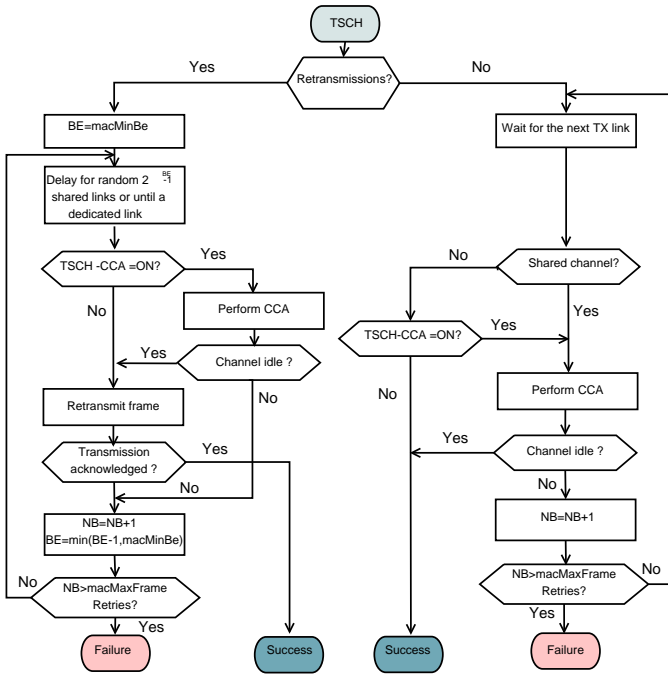 TSCH
Retransmissions?
Yes
No
BE=macMinBe
Wait for the next TX link
Delay for random 2 BE -1
shared links or until a
dedicated link
TSCH -CCA =ON?
Yes
No
Shared channel?
No
Yes
Perform CCA
TSCH-CCA =ON?
Yes
No
Channel idle ?
Yes
No
Perform CCA
Retransmit frame
Channel idle ?
Yes
No
Transmission
acknowledged ?
Yes
No
NB=NB+1
BE=min(BE-1,macMinBe)
NB=NB+1
NB>macMaxFrame
Retries?
No
Yes
NB>macMaxFrame
Retries?
No
Yes
Failure
Success
Success
Failure